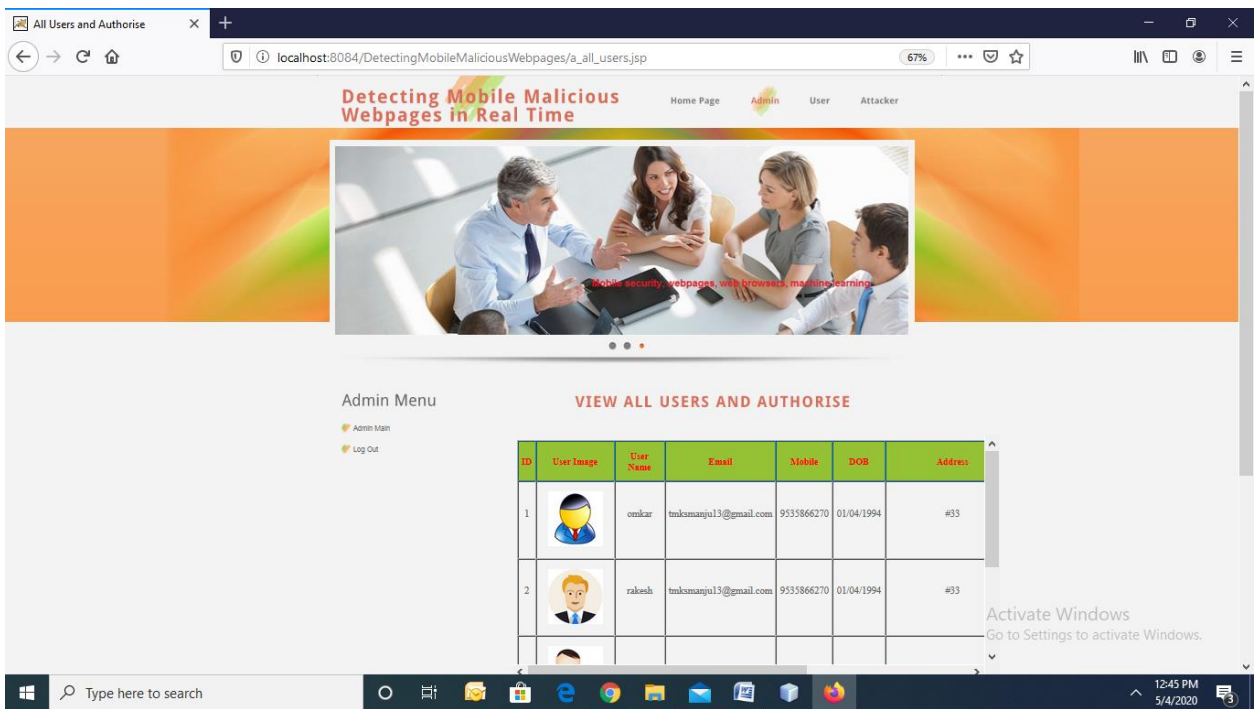 All Users and Authorise
localhost:8084/DetectingMobileMaliciousWebpages/a_all_users.jsp
67%
Detecting Mobile Malicious
Webpages in Real Time
Home Page Admin User Attacker
Mobile security, webpages, web browsers, machine learning
Admin Menu
Admin Main
Log Out
VIEW ALL USERS AND AUTHORISE
ID User Image User Name Email Mobile DOB Address
1 omkar tmksmanju13@gmail.com 9535866270 01/04/1994 #33
2 rakesh tmksmanju13@gmail.com 9535866270 01/04/1994 #33
Activate Windows
Go to Settings to activate Windows.
Type here to search
12:45 PM
5/4/2020
3